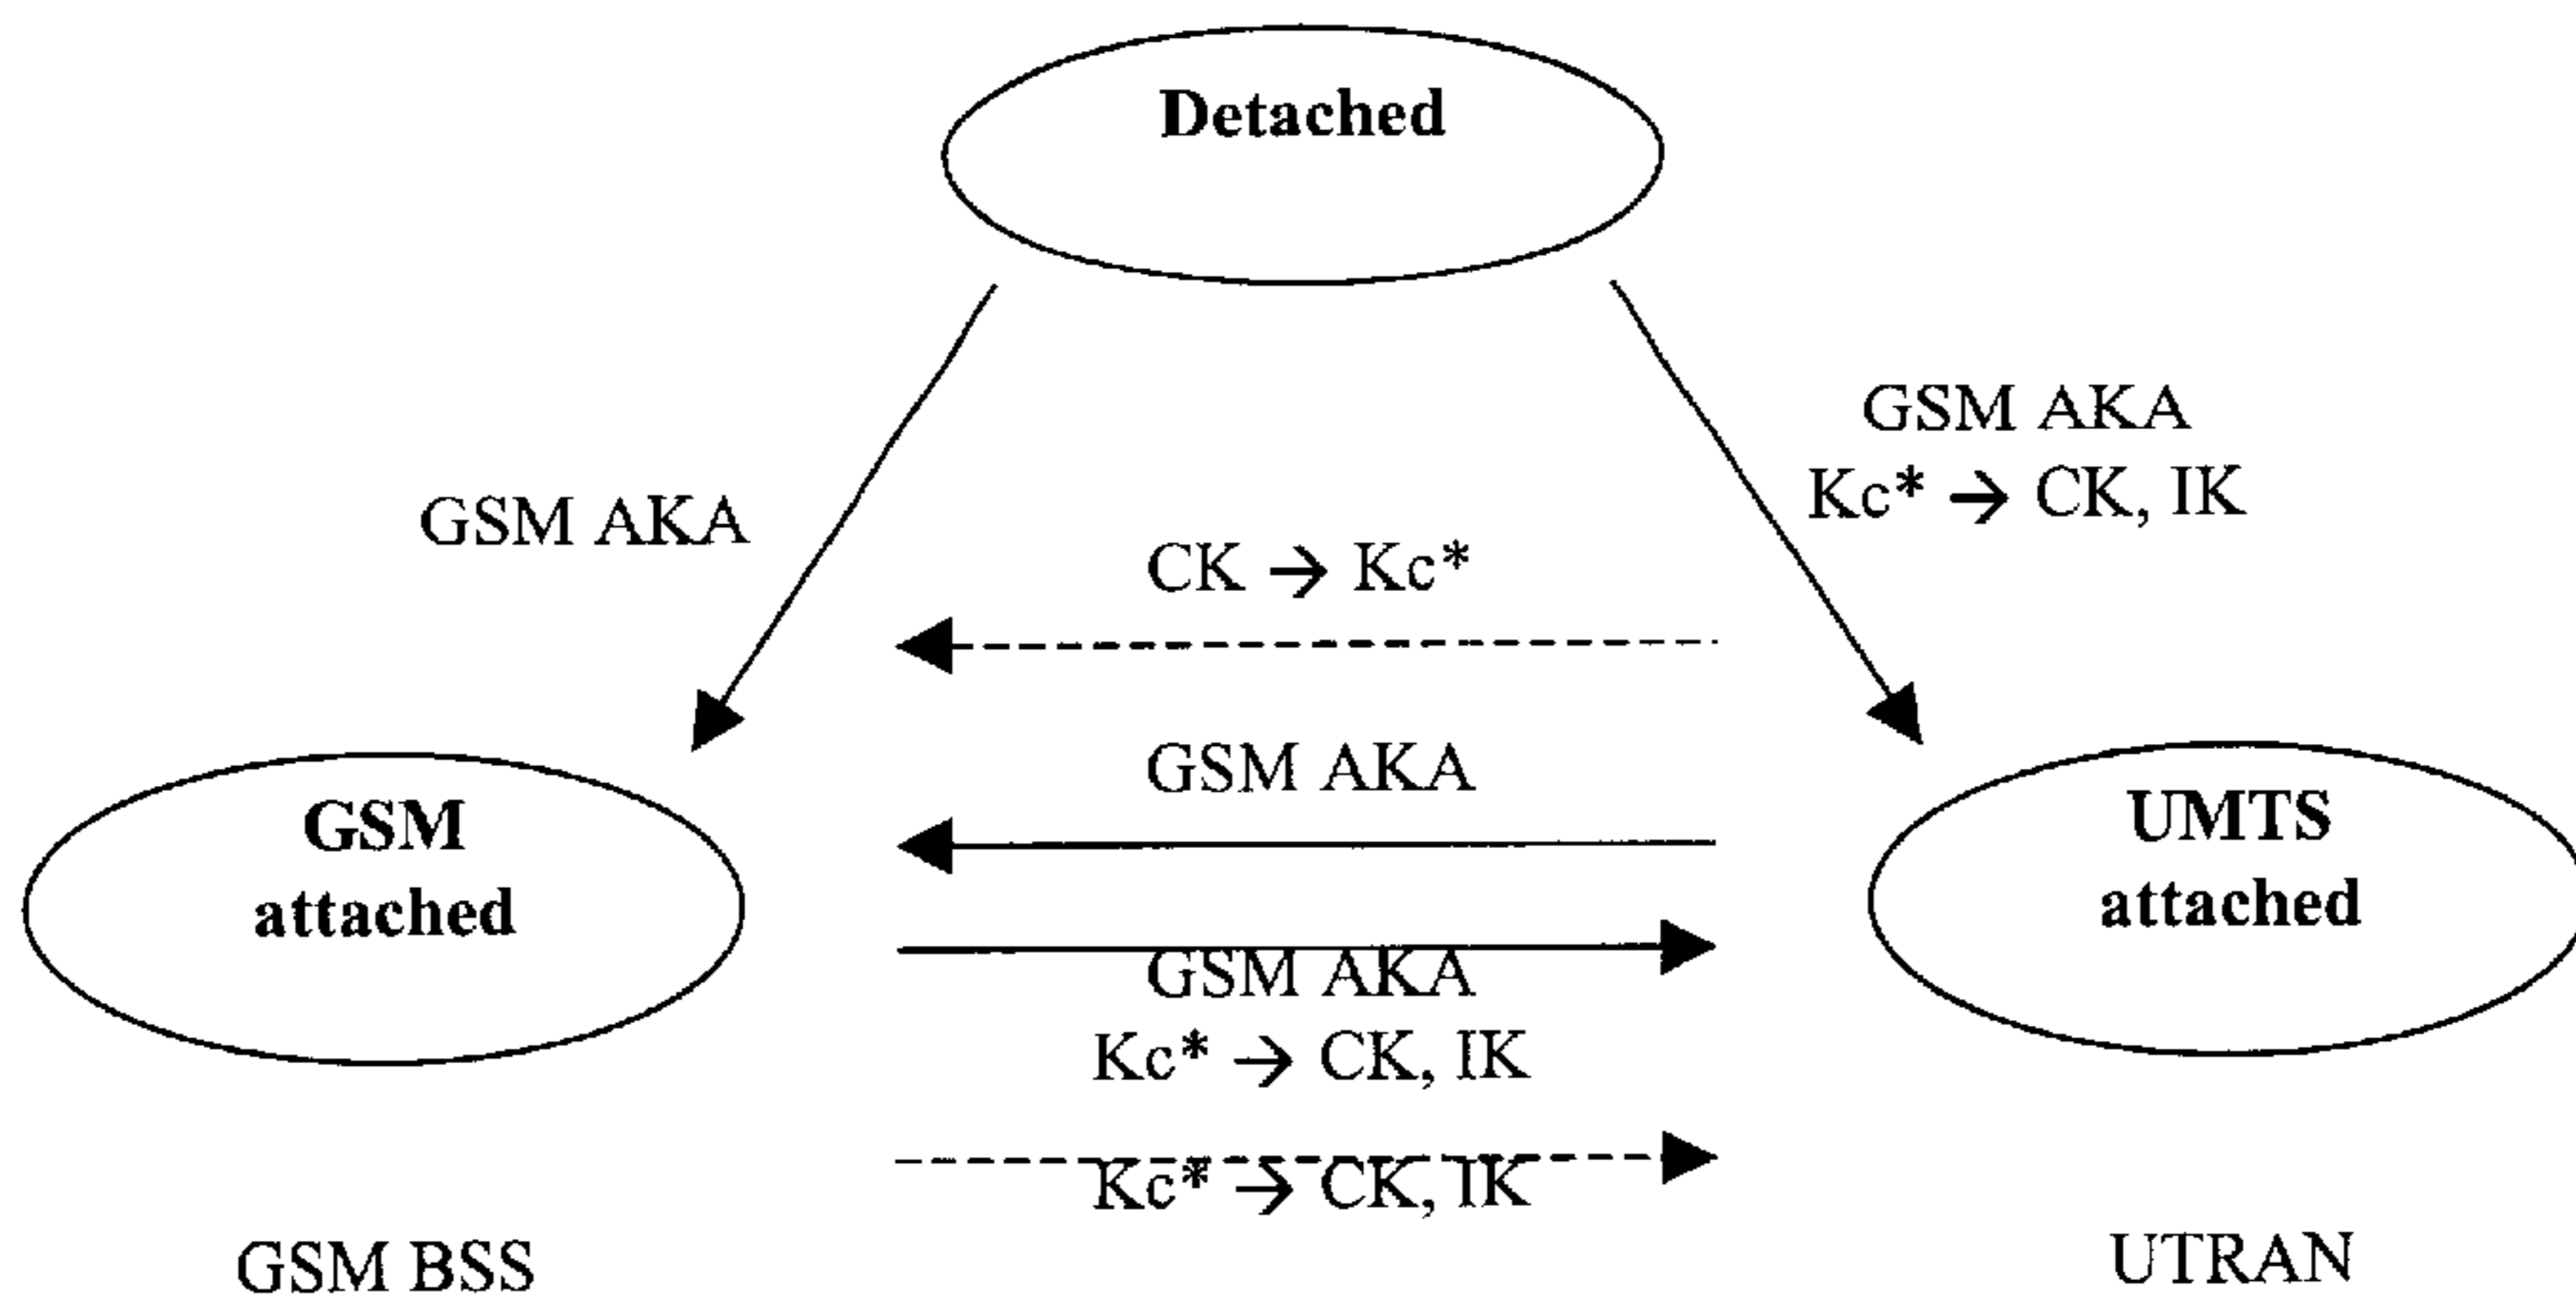 Detached
GSM AKA
Kc* → CK, IK
GSM AKA
CK → Kc*
GSM AKA
GSM
attached
UMTS
attached
GSM AKA
Kc* → CK, IK
Kc* → CK, IK
GSM BSS
UTRAN